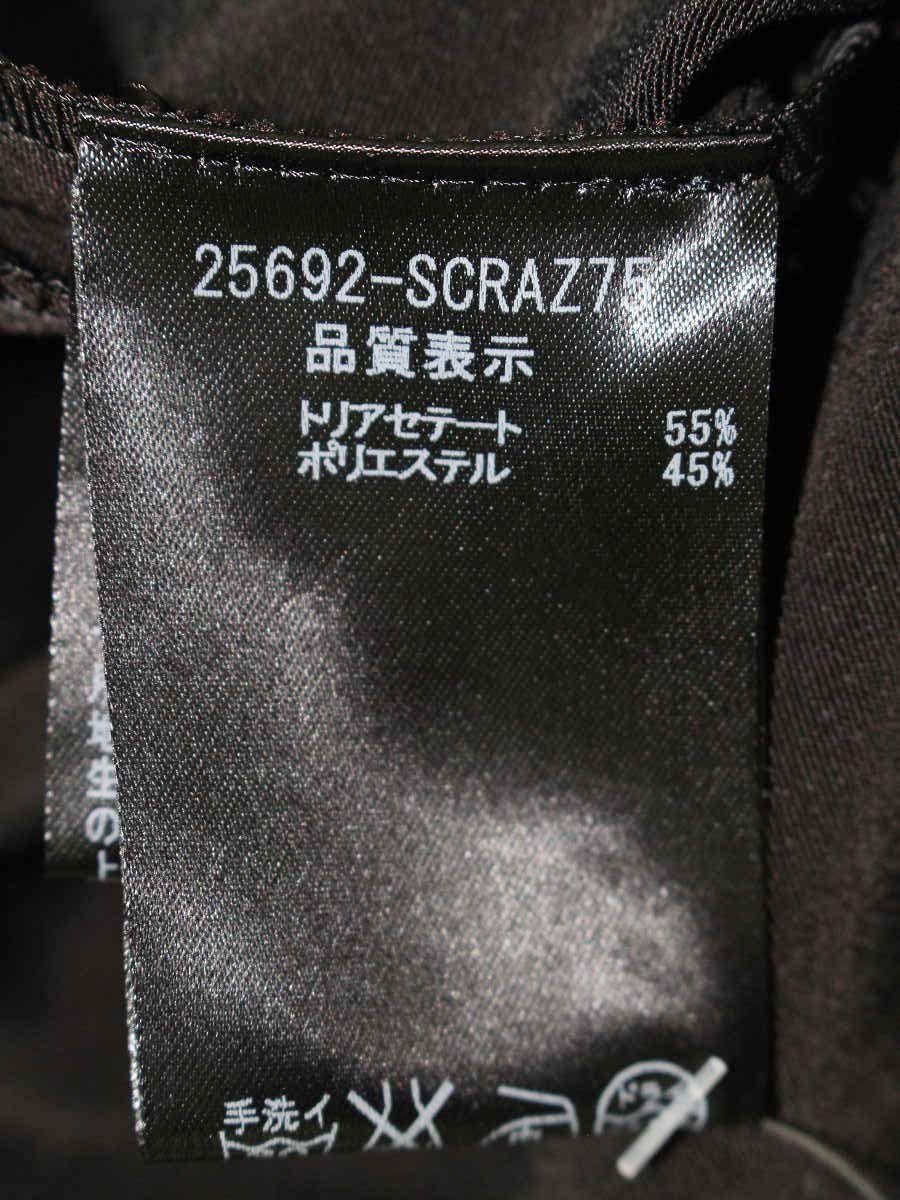 25692-SCRAZ75
品質表示
トリアセテート 55%
ポリエステル 45%
手洗イ